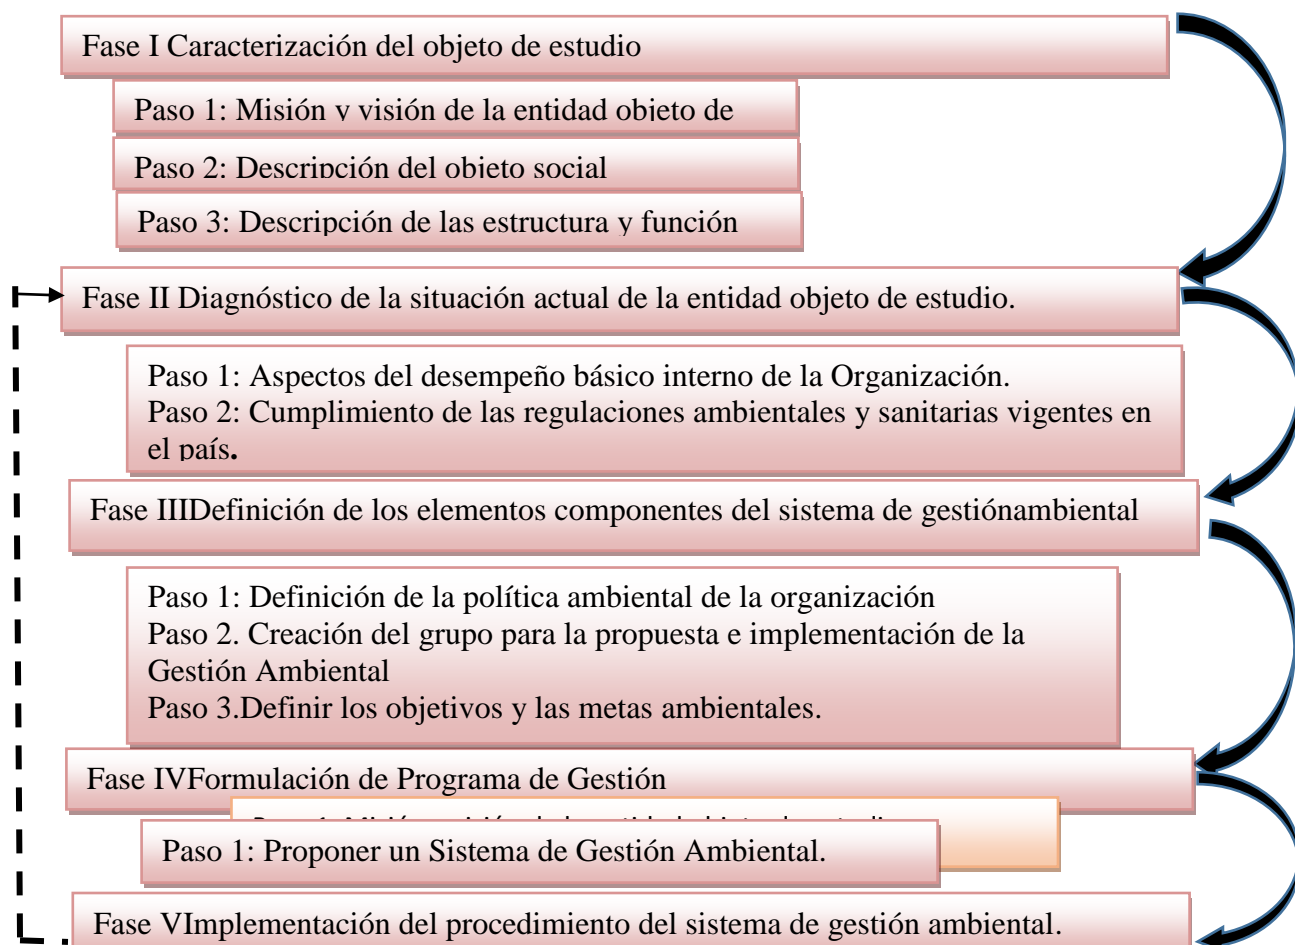 Fase I Caracterización del objeto de estudio
Paso 1: Misión y visión de la entidad objeto de
Paso 2: Descripción del objeto social
Paso 3: Descripción de las estructura y función
Fase II Diagnóstico de la situación actual de la entidad objeto de estudio.
Paso 1: Aspectos del desempeño básico interno de la Organización.
Paso 2: Cumplimiento de las regulaciones ambientales y sanitarias vigentes en
el país.
Fase IIIDefinición de los elementos componentes del sistema de gestiónambiental
Paso 1: Definición de la política ambiental de la organización
Paso 2. Creación del grupo para la propuesta e implementación de la
Gestión Ambiental
Paso 3.Definir los objetivos y las metas ambientales.
Fase IVFormulación de Programa de Gestión
Paso 1: Proponer un Sistema de Gestión Ambiental.
Fase VImplementación del procedimiento del sistema de gestión ambiental.